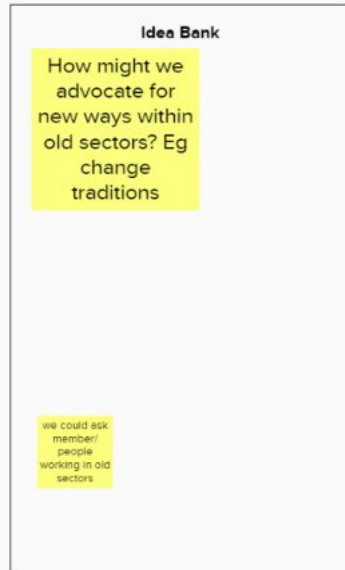 Idea Bank
How might we
advocate for
new ways within
old sectors? Eg
change
traditions
we could ask
member/
people
working in old
sectors